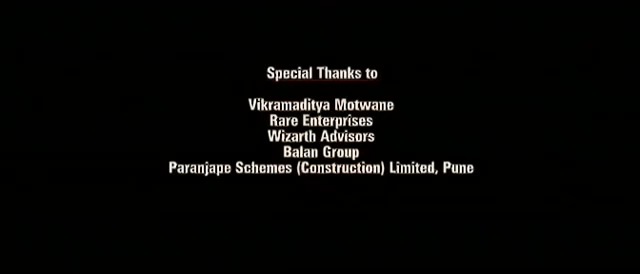 Special Thanks to
Vikramaditya Motwane
Rare Enterprises
Wizarth Advisors
Balan Group
Paranjape Schemes (Construction) Limited, Pune